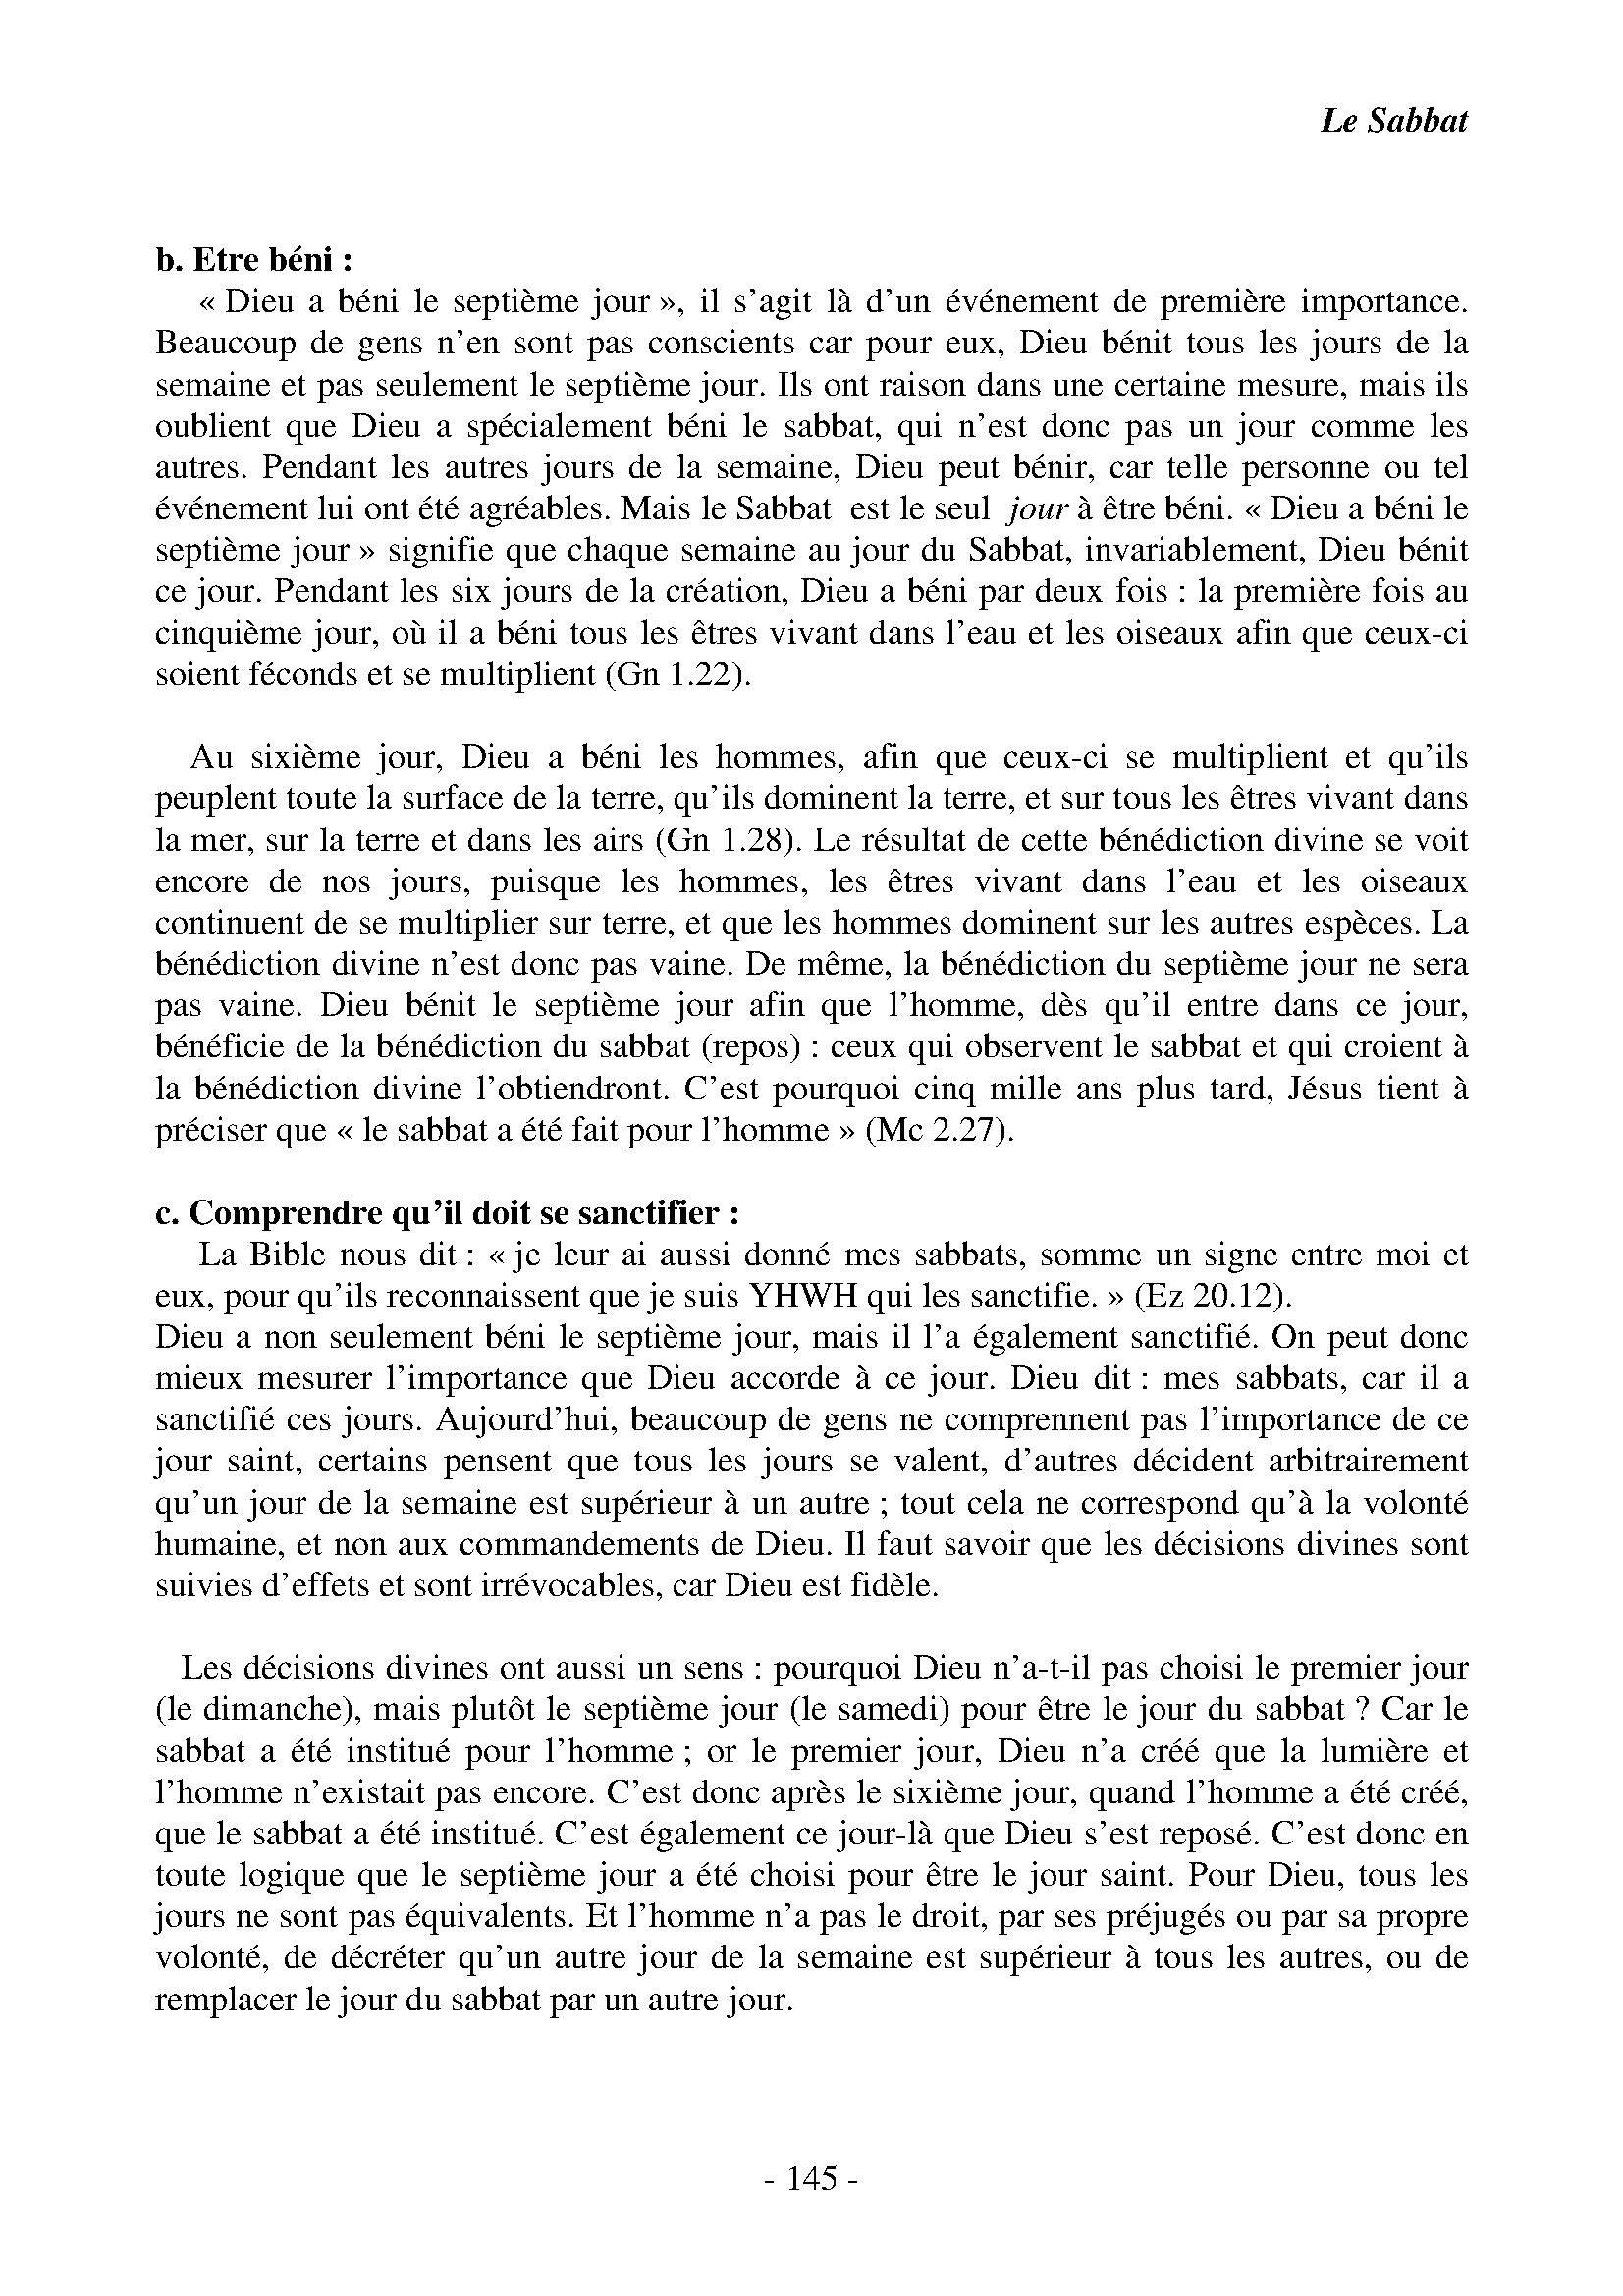 Le Sabbat
b. Etre béni :
« Dieu a béni le septième jour », il s’agit là d’un événement de première importance.
Beaucoup de gens n’en sont pas conscients car pour eux, Dieu bénit tous les jours de la
semaine et pas seulement le septième jour. Ils ont raison dans une certaine mesure, mais ils
oublient que Dieu a spécialement béni le sabbat, qui n’est donc pas un jour comme les
autres. Pendant les autres jours de la semaine, Dieu peut bénir, car telle personne ou tel
événement lui ont été agréables. Mais le Sabbat  est le seul  jour à être béni. « Dieu a béni le
septième jour » signifie que chaque semaine au jour du Sabbat, invariablement, Dieu bénit
ce jour. Pendant les six jours de la création, Dieu a béni par deux fois : la première fois au
cinquième jour, où il a béni tous les êtres vivant dans l’eau et les oiseaux afin que ceux-ci
soient féconds et se multiplient (Gn 1.22).
Au sixième jour, Dieu a béni les hommes, afin que ceux-ci se multiplient et qu’ils
peuplent toute la surface de la terre, qu’ils dominent la terre, et sur tous les êtres vivant dans
la mer, sur la terre et dans les airs (Gn 1.28). Le résultat de cette bénédiction divine se voit
encore de nos jours, puisque les hommes, les êtres vivant dans l’eau et les oiseaux
continuent de se multiplier sur terre, et que les hommes dominent sur les autres espèces. La
bénédiction divine n’est donc pas vaine. De même, la bénédiction du septième jour ne sera
pas vaine. Dieu bénit le septième jour afin que l’homme, dès qu’il entre dans ce jour,
bénéficie de la bénédiction du sabbat (repos) : ceux qui observent le sabbat et qui croient à
la bénédiction divine l’obtiendront. C’est pourquoi cinq mille ans plus tard, Jésus tient à
préciser que « le sabbat a été fait pour l’homme » (Mc 2.27).
c. Comprendre qu’il doit se sanctifier :
La Bible nous dit : « je leur ai aussi donné mes sabbats, somme un signe entre moi et
eux, pour qu’ils reconnaissent que je suis YHWH qui les sanctifie. » (Ez 20.12).
Dieu a non seulement béni le septième jour, mais il l’a également sanctifié. On peut donc
mieux mesurer l’importance que Dieu accorde à ce jour. Dieu dit : mes sabbats, car il a
sanctifié ces jours. Aujourd’hui, beaucoup de gens ne comprennent pas l’importance de ce
jour saint, certains pensent que tous les jours se valent, d’autres décident arbitrairement
qu’un jour de la semaine est supérieur à un autre ; tout cela ne correspond qu’à la volonté
humaine, et non aux commandements de Dieu. Il faut savoir que les décisions divines sont
suivies d’effets et sont irrévocables, car Dieu est fidèle.
Les décisions divines ont aussi un sens : pourquoi Dieu n’a-t-il pas choisi le premier jour
(le dimanche), mais plutôt le septième jour (le samedi) pour être le jour du sabbat ? Car le
sabbat a été institué pour l’homme ; or le premier jour, Dieu n’a créé que la lumière et
l’homme n’existait pas encore. C’est donc après le sixième jour, quand l’homme a été créé,
que le sabbat a été institué. C’est également ce jour-là que Dieu s’est reposé. C’est donc en
toute logique que le septième jour a été choisi pour être le jour saint. Pour Dieu, tous les
jours ne sont pas équivalents. Et l’homme n’a pas le droit, par ses préjugés ou par sa propre
volonté, de décréter qu’un autre jour de la semaine est supérieur à tous les autres, ou de
remplacer le jour du sabbat par un autre jour.
- 145 -